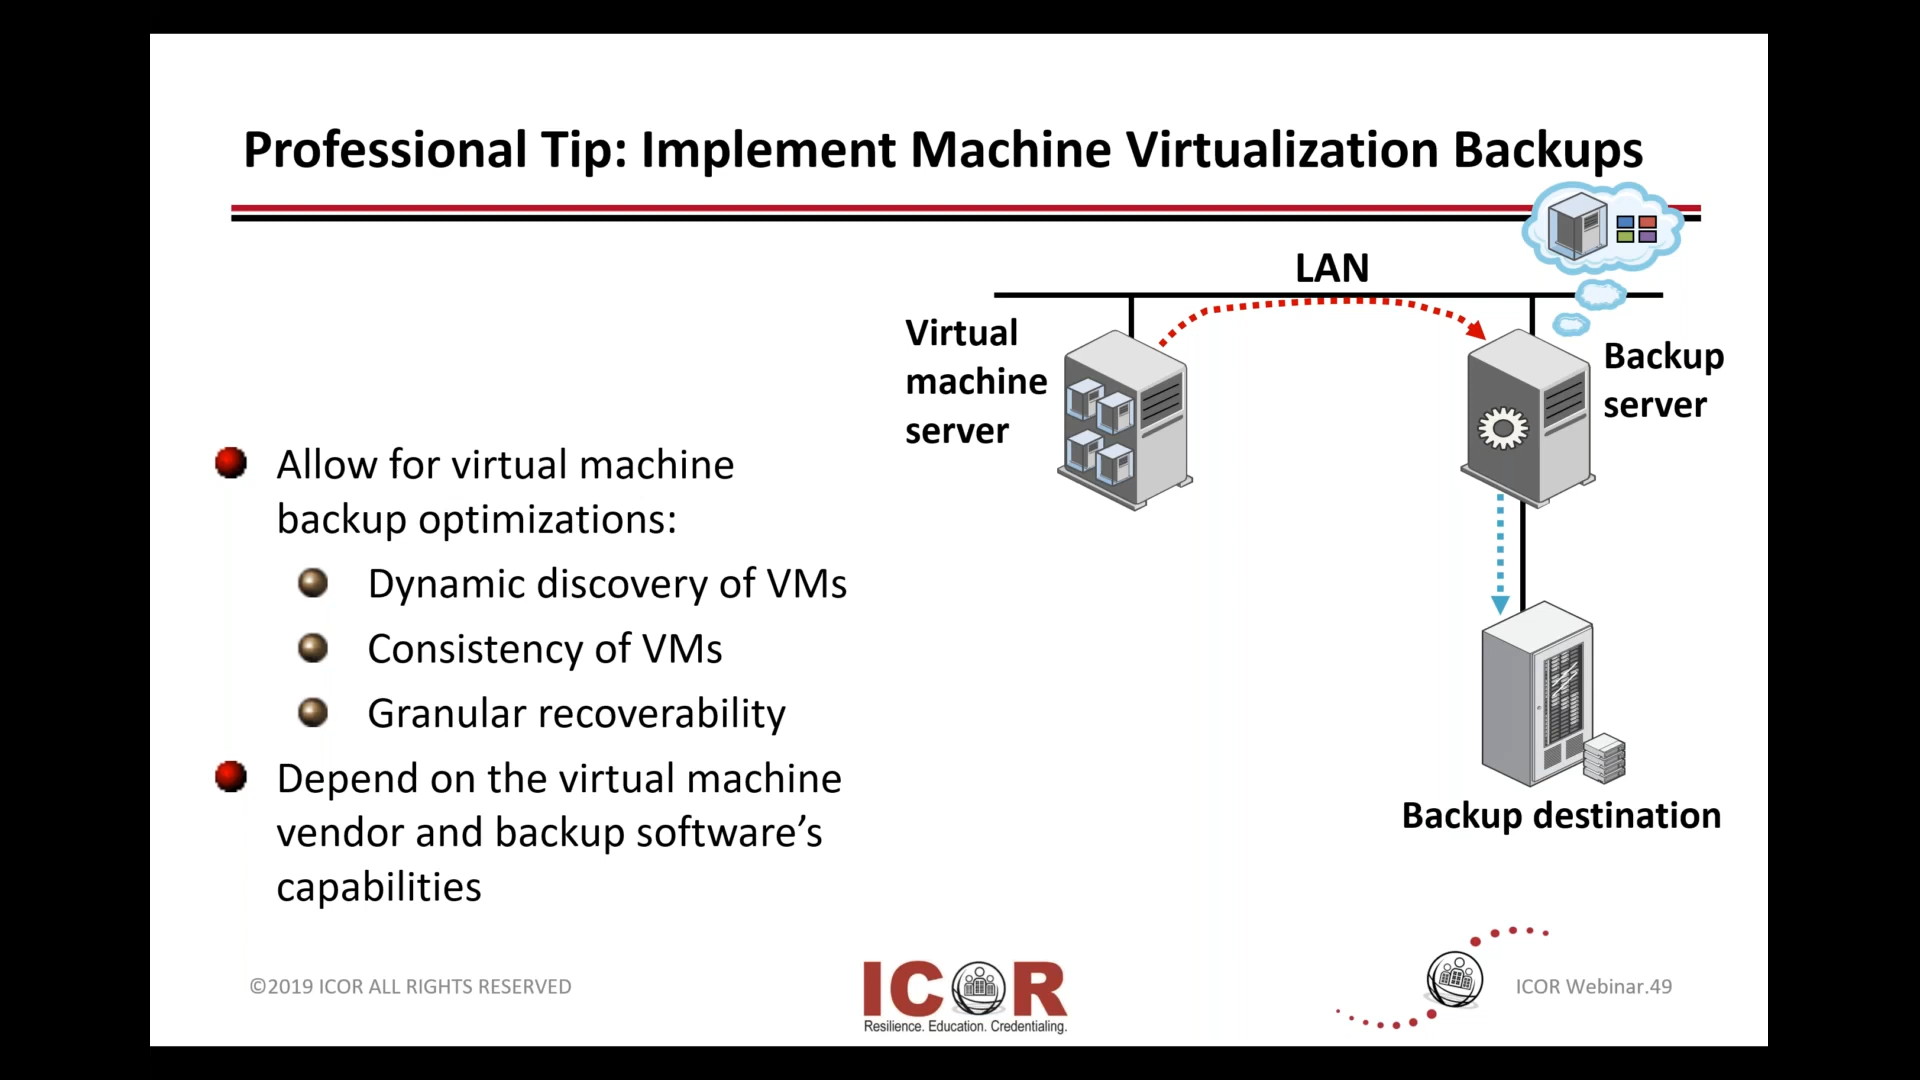 Professional Tip: Implement Machine Virtualization Backups
LAN
Virtual
machine
server
Backup
server
Allow for virtual machine
backup optimizations:
Dynamic discovery of VMs
Consistency of VMs
Granular recoverability
Depend on the virtual machine
vendor and backup software’s
capabilities
Backup destination
©2019 ICOR ALL RIGHTS RESERVED
ICOR
Resilience. Education. Credentialing.
ICOR Webinar.49